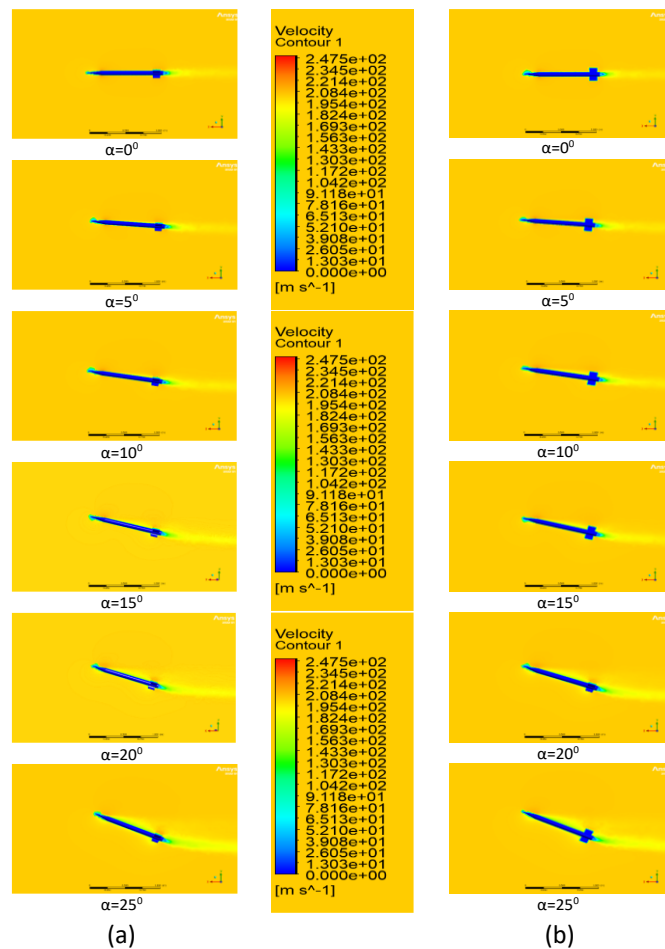 α=0⁰
α=5⁰
α=10⁰
α=15⁰
α=20⁰
α=25⁰
(a)
Velocity
Contour 1
2.475e+02
2.345e+02
2.214e+02
2.084e+02
1.954e+02
1.824e+02
1.693e+02
1.563e+02
1.433e+02
1.303e+02
1.172e+02
1.042e+02
9.118e+01
7.816e+01
6.513e+01
5.210e+01
3.908e+01
2.605e+01
1.303e+01
0.000e+00
[m s^-1]
Velocity
Contour 1
2.475e+02
2.345e+02
2.214e+02
2.084e+02
1.954e+02
1.824e+02
1.693e+02
1.563e+02
1.433e+02
1.303e+02
1.172e+02
1.042e+02
9.118e+01
7.816e+01
6.513e+01
5.210e+01
3.908e+01
2.605e+01
1.303e+01
0.000e+00
[m s^-1]
Velocity
Contour 1
2.475e+02
2.345e+02
2.214e+02
2.084e+02
1.954e+02
1.824e+02
1.693e+02
1.563e+02
1.433e+02
1.303e+02
1.172e+02
1.042e+02
9.118e+01
7.816e+01
6.513e+01
5.210e+01
3.908e+01
2.605e+01
1.303e+01
0.000e+00
[m s^-1]
α=0⁰
α=5⁰
α=10⁰
α=15⁰
α=20⁰
α=25⁰
(b)